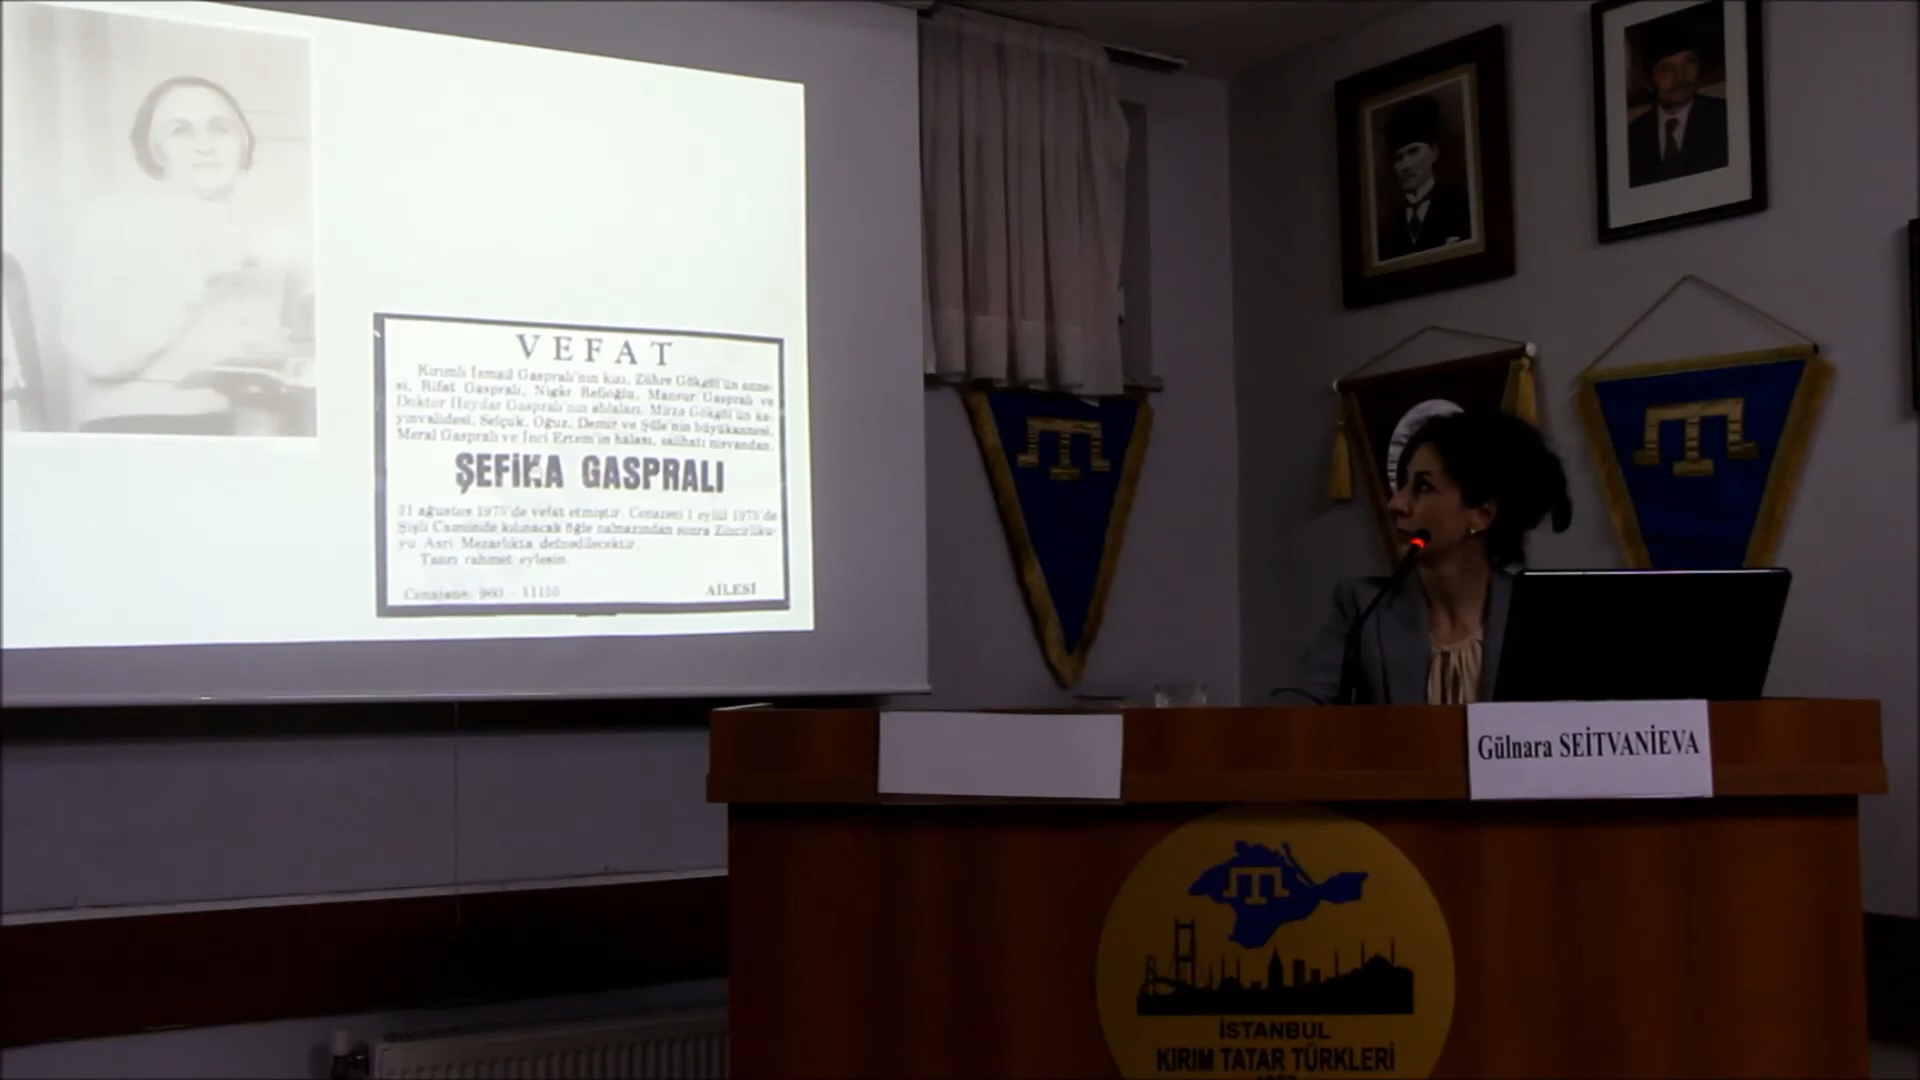 VEFAT
Kırımlı İsmail Gaspralı'nın kızı, Zühre Gökgöl'ün anne-
si, Rifat Gaspralı, Nigâr Refioğlu, Mansur Gaspralı ve
Doktor Haydar Gaspralı'nın ablaları, Mirza Gökgöl'ün ka-
yınvalidesi, Selçuk, Oğuz, Demir ve Şüle'nin büyükannesi,
Meral Gaspralı ve İnci Ertem'in halası, salihatı nisvandan,
ŞEFİKA GASPRALI
31 ağustos 1975'de vefat etmiştir. Cenazesi 1 eylül 1975'de
Şişli Camiinde kılınacak öğle namazından sonra Zincirliku-
yu Asrî Mezarlıkta defnedilecektir.
Tanrı rahmet eylesin.
AİLESİ
Gülnara SEİTVANİEVA
İSTANBUL
KIRIM TATAR TÜRKLERİ